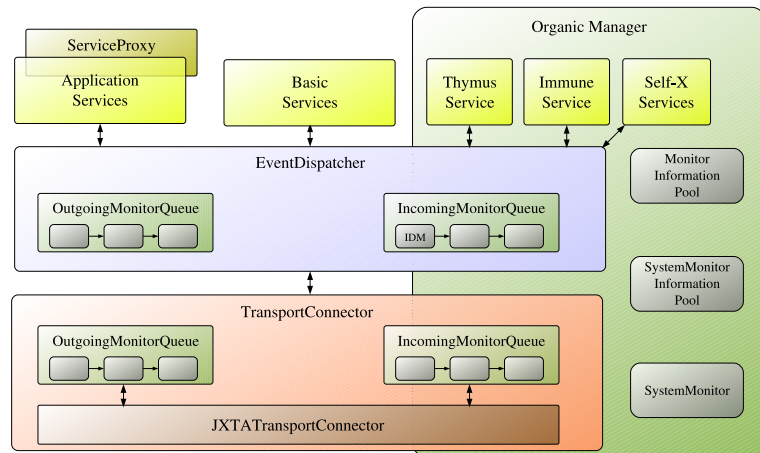 Organic Manager
ServiceProxy
Application
Services
Basic
Services
Thymus
Service
Immune
Service
Self-X
Services
EventDispatcher
OutgoingMonitorQueue
IncomingMonitorQueue
IDM
Monitor
Information
Pool
SystemMonitor
Information
Pool
TransportConnector
OutgoingMonitorQueue
IncomingMonitorQueue
SystemMonitor
JXTATransportConnector